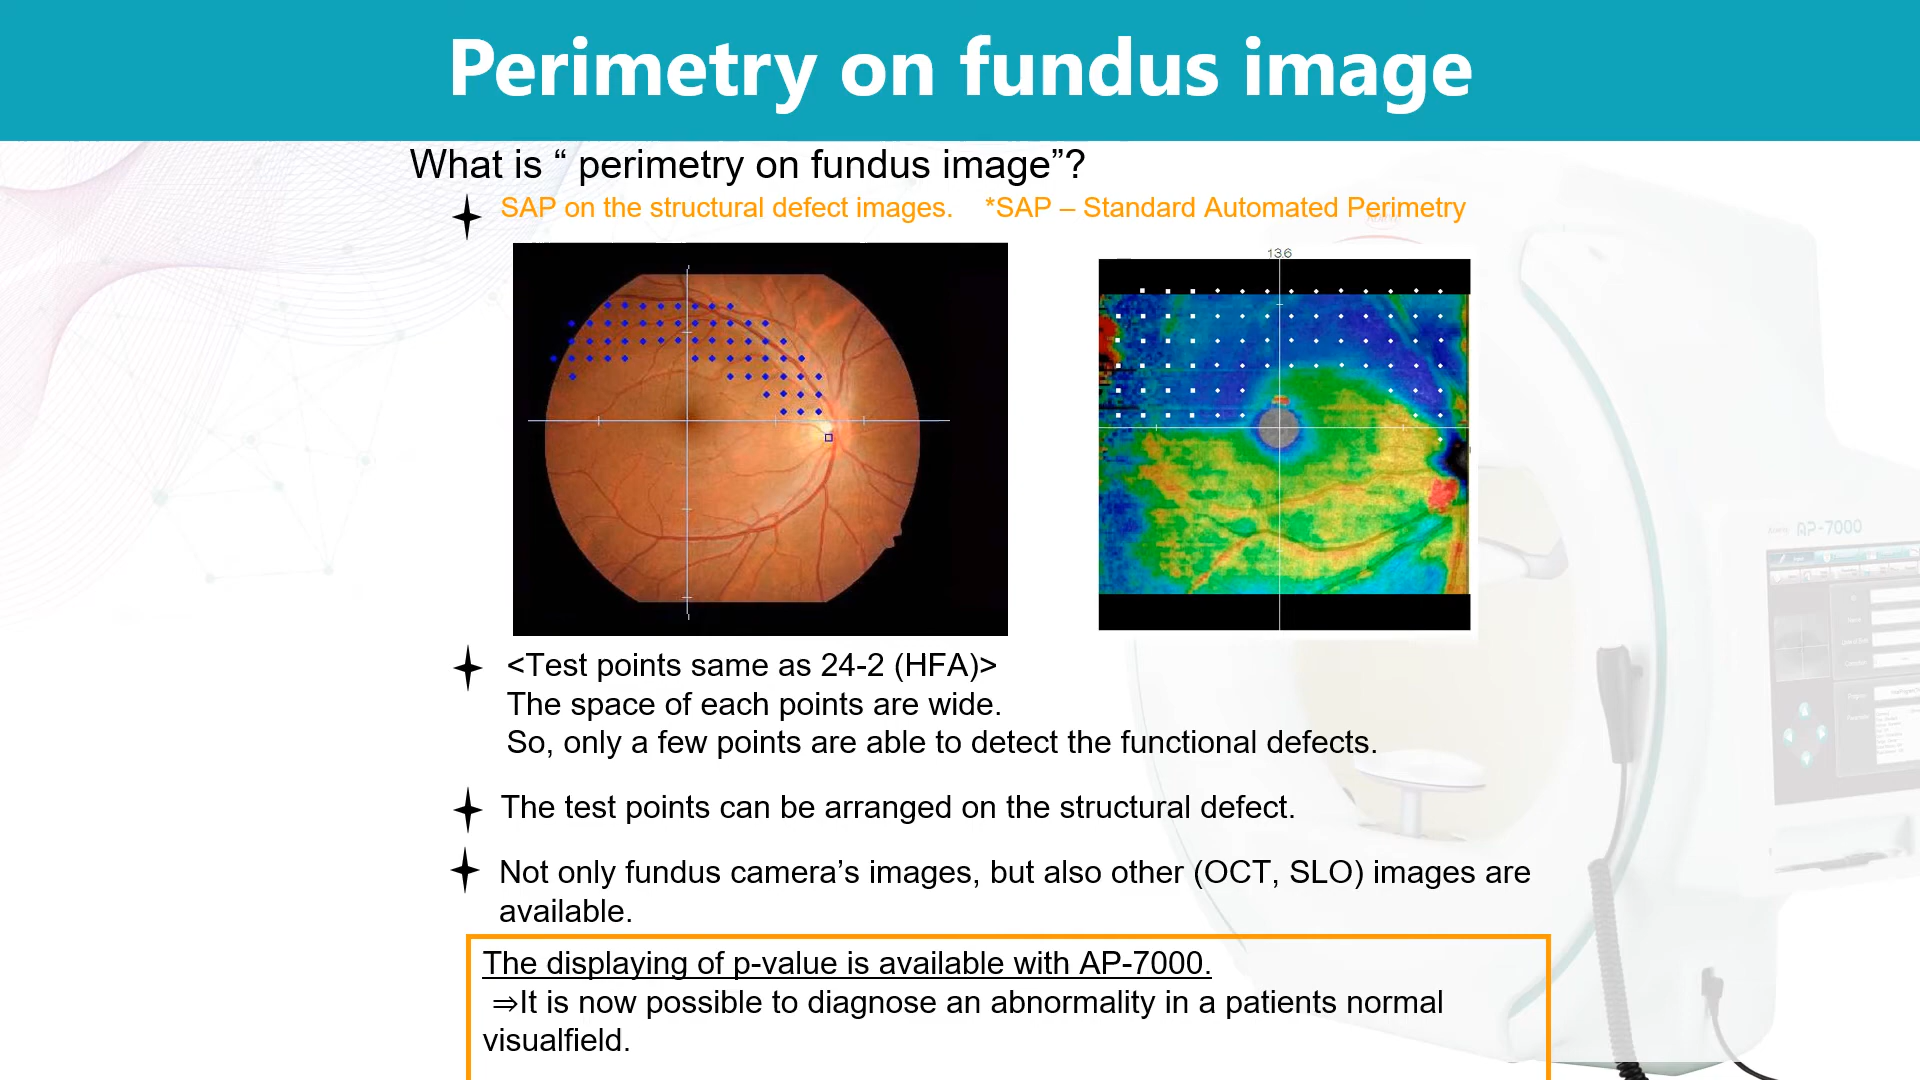 Perimetry on fundus image
What is “ perimetry on fundus image”?
SAP on the structural defect images. *SAP – Standard Automated Perimetry
13.6
<Test points same as 24-2 (HFA)>
The space of each points are wide.
So, only a few points are able to detect the functional defects.
The test points can be arranged on the structural defect.
Not only fundus camera’s images, but also other (OCT, SLO) images are
available.
The displaying of p-value is available with AP-7000.
⇒It is now possible to diagnose an abnormality in a patients normal
visualfield.
AP-7000